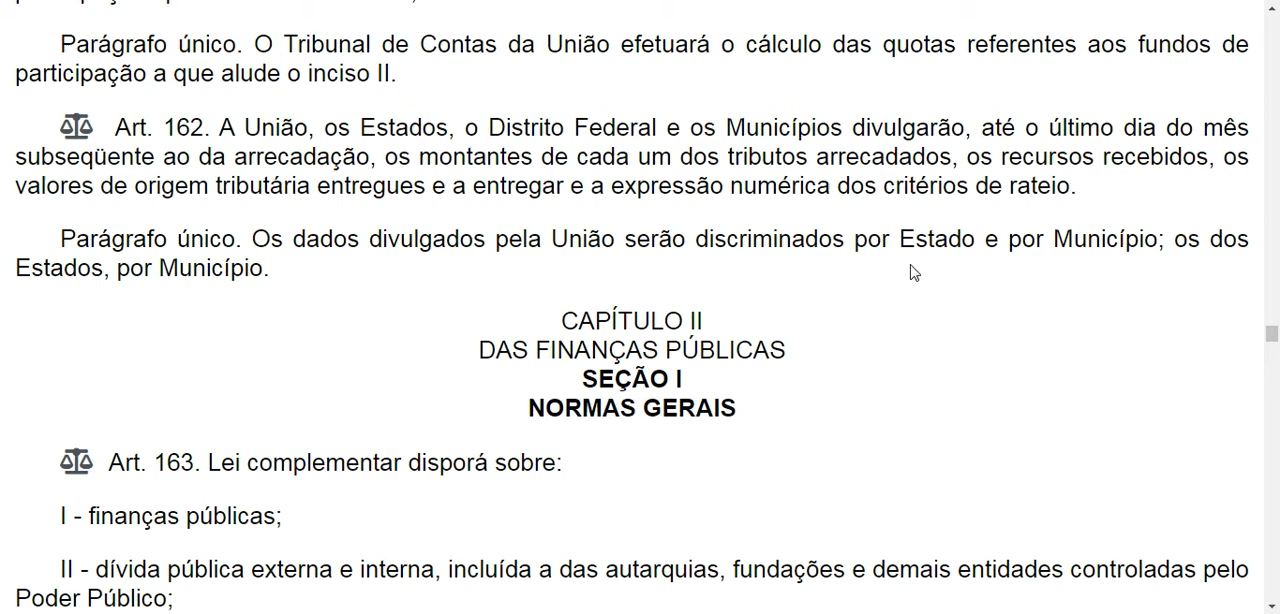 Parágrafo único. O Tribunal de Contas da União efetuará o cálculo das quotas referentes aos fundos de
participação a que alude o inciso II.
Art. 162. A União, os Estados, o Distrito Federal e os Municípios divulgarão, até o último dia do mês
subseqüente ao da arrecadação, os montantes de cada um dos tributos arrecadados, os recursos recebidos, os
valores de origem tributária entregues e a entregar e a expressão numérica dos critérios de rateio.
Parágrafo único. Os dados divulgados pela União serão discriminados por Estado e por Município; os dos
Estados, por Município.
CAPÍTULO II
DAS FINANÇAS PÚBLICAS
SEÇÃO I
NORMAS GERAIS
Art. 163. Lei complementar disporá sobre:
I - finanças públicas;
II - dívida pública externa e interna, incluída a das autarquias, fundações e demais entidades controladas pelo
Poder Público;